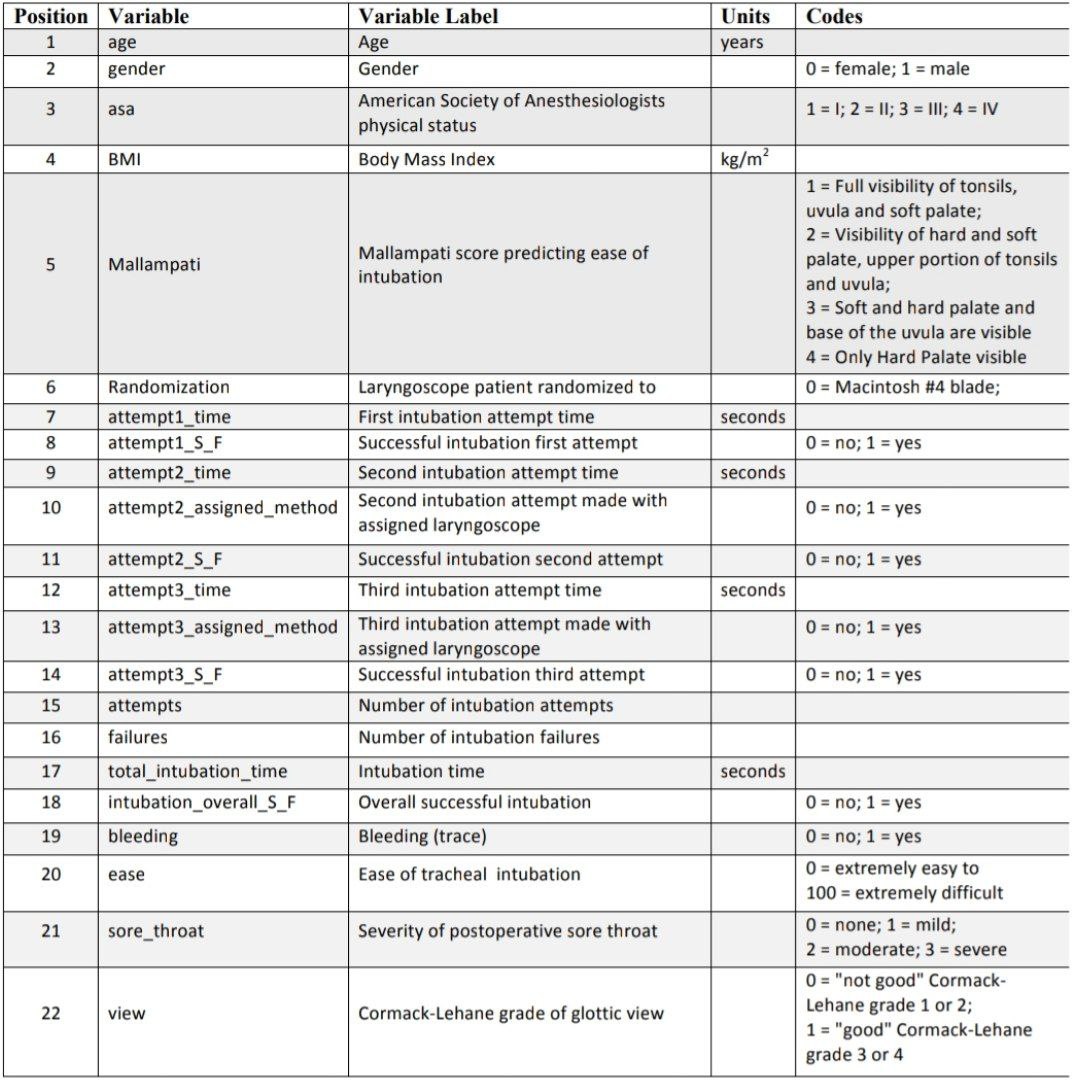 Position Variable Variable Label Units Codes
1 age Age years
2 gender Gender 0 = female; 1 = male
3 asa American Society of Anesthesiologists
physical status 1 = I; 2 = II; 3 = III; 4 = IV
4 BMI Body Mass Index kg/m²
5 Mallampati Mallampati score predicting ease of
intubation 1 = Full visibility of tonsils,
uvula and soft palate;
2 = Visibility of hard and soft
palate, upper portion of tonsils
and uvula;
3 = Soft and hard palate and
base of the uvula are visible
4 = Only Hard Palate visible
6 Randomization Laryngoscope patient randomized to 0 = Macintosh #4 blade;
7 attempt1_time First intubation attempt time seconds
8 attempt1_S_F Successful intubation first attempt 0 = no; 1 = yes
9 attempt2_time Second intubation attempt time seconds
10 attempt2_assigned_method Second intubation attempt made with
assigned laryngoscope 0 = no; 1 = yes
11 attempt2_S_F Successful intubation second attempt 0 = no; 1 = yes
12 attempt3_time Third intubation attempt time seconds
13 attempt3_assigned_method Third intubation attempt made with
assigned laryngoscope 0 = no; 1 = yes
14 attempt3_S_F Successful intubation third attempt 0 = no; 1 = yes
15 attempts Number of intubation attempts
16 failures Number of intubation failures
17 total_intubation_time Intubation time seconds
18 intubation_overall_S_F Overall successful intubation 0 = no; 1 = yes
19 bleeding Bleeding (trace) 0 = no; 1 = yes
20 ease Ease of tracheal intubation 0 = extremely easy to
100 = extremely difficult
21 sore_throat Severity of postoperative sore throat 0 = none; 1 = mild;
2 = moderate; 3 = severe
22 view Cormack-Lehane grade of glottic view 0 = "not good" Cormack-
Lehane grade 1 or 2;
1 = "good" Cormack-Lehane
grade 3 or 4